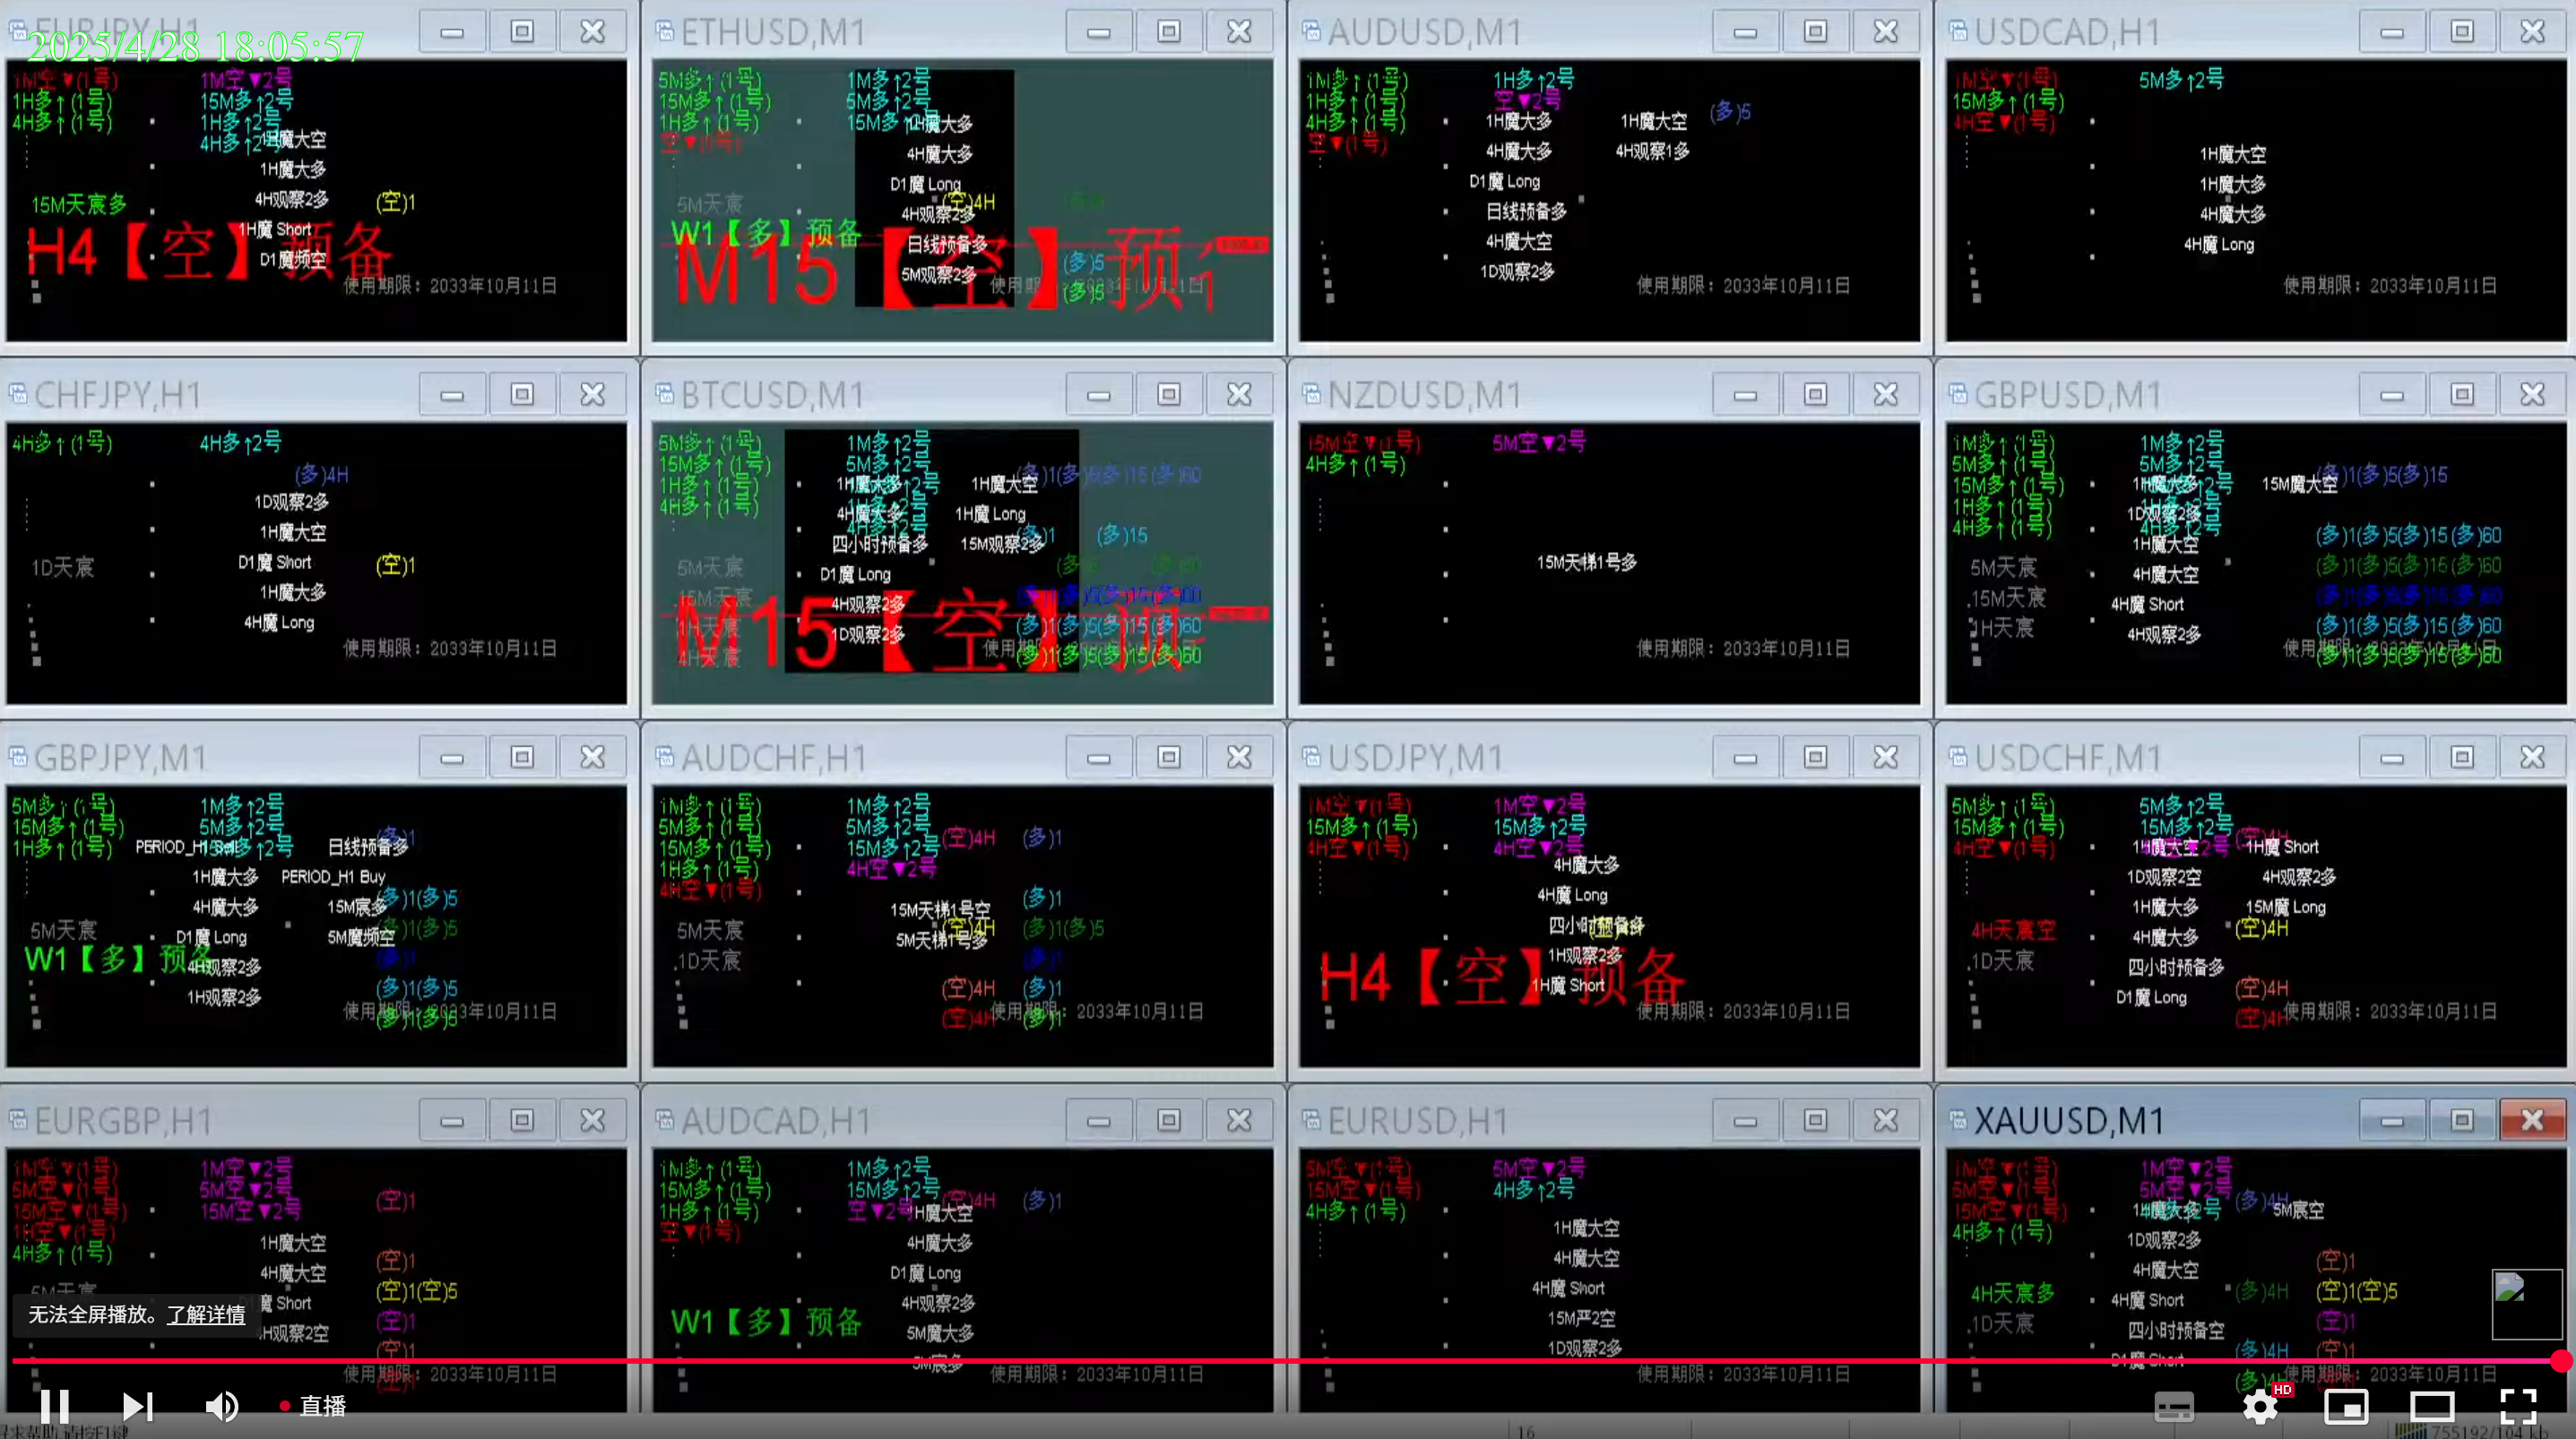 EURJPY,H1
2025/4/28 18:05:57
1M空▼(1号) 1M空▼2号
1H多↑(1号) 15M多↑2号
4H多↑(1号) 1H多↑2号
4H多↑2号
1H魔大空
1H魔大多
15M天宸多 4H观察2多 (空)1
1H魔 Short
H4【空】预备
D1魔频空
使用期限：2033年10月11日
ETHUSD,M1
5M多↑(1号) 1M多↑2号
15M多↑(1号) 5M多↑2号
1H多↑(1号) 15M多↑2号
1H魔大多
空▼(1号)
4H魔大多
D1魔 Long
5M天宸 (空)4H
4H观察2多
W1【多】预备 日线预备多
M15【空】
5M观察2多 (多)5
(多)5
AUDUSD,M1
1M多↑(1号) 1H多↑2号
1H多↑(1号) 空▼2号
4H多↑(1号) 1H魔大多 1H魔大空 (多)5
空▼(1号) 4H魔大多 4H观察1多
D1魔 Long
日线预备多
4H魔大空
1D观察2多
使用期限：2033年10月11日
USDCAD,H1
1M空▼(1号) 5M多↑2号
15M多↑(1号)
4H空▼(1号)
1H魔大空
1H魔大多
4H魔大多
4H魔 Long
使用期限：2033年10月11日
CHFJPY,H1
4H多↑(1号) 4H多↑2号
(多)4H
1D观察2多
1H魔大空
1D天宸 D1魔 Short (空)1
1H魔大多
4H魔 Long
使用期限：2033年10月11日
BTCUSD,M1
5M多↑(1号) 1M多↑2号
15M多↑(1号) 5M多↑2号 (多)1(多)5(多)15(多)60
1H多↑(1号) 1H魔大多 1H魔大空
4H多↑(1号) 4H魔大多 1H魔 Long
四小时预备多 15M观察2多 (多)1 (多)15
5M天宸 D1魔 Long
15M天宸 4H观察2多
1H天宸 1D观察2多 (多)1(多)5(多)15(多)60
4H天宸 (多)1(多)5(多)15(多)60
M15【空】
NZDUSD,M1
15M空▼(1号) 5M空▼2号
4H多↑(1号)
15M天梯1号多
使用期限：2033年10月11日
GBPUSD,M1
1M多↑(1号) 1M多↑2号
5M多↑(1号) 5M多↑2号 (多)1(多)5(多)15
15M多↑(1号) 1H魔大多 15M魔大空
1H多↑(1号) 1D观察2多
4H多↑(1号) 4H多↑2号 (多)1(多)5(多)15(多)60
1H魔大空
5M天宸 4H魔大空 (多)1(多)5(多)15(多)60
15M天宸 4H魔 Short (多)1(多)5(多)15(多)60
1H天宸 4H观察2多 (多)1(多)5(多)15(多)60
(多)1(多)5(多)15(多)60
GBPJPY,M1
5M多↑(1号) 1M多↑2号
15M多↑(1号) 5M多↑2号 (多)1
1H多↑(1号) 15M多↑2号 日线预备多
1H魔大多 PERIOD_H1 Buy
4H魔大多 15M宸多 (多)1(多)5
5M天宸 D1魔 Long 5M魔频空 (多)1(多)5
W1【多】预备 4H观察2多 (多)1
1H观察2多 (多)1(多)5
使用期限：2033年10月11日
(多)1(多)5
AUDCHF,H1
1M多↑(1号) 1M多↑2号
5M多↑(1号) 5M多↑2号 (空)4H (多)1
15M多↑(1号) 15M多↑2号
1H多↑(1号) 4H空▼2号
4H空▼(1号) (多)1
15M天梯1号空
5M天宸 (空)4H (多)1(多)5
5M天梯1号多
1D天宸 (多)1
(空)4H (多)1
(空)4H (多)1
使用期限：2033年10月11日
USDJPY,M1
1M空▼(1号) 1M空▼2号
15M多↑(1号) 15M多↑2号
4H空▼(1号) 4H空▼2号
4H魔大多
4H魔 Long
四小时预备多
1H观察2多
H4【空】预备
1H魔 Short
使用期限：2033年10月11日
USDCHF,M1
5M多↑(1号) 5M多↑2号
15M多↑(1号) 15M多↑2号 (空)4H
4H空▼(1号) 1H魔大空 1H魔 Short
1D观察2空 4H观察2多
1H魔大多 15M魔 Long
4H天宸空 4H魔大多 (空)4H
1D天宸 四小时预备多
D1魔 Long (空)4H
(空)4H 使用期限：2033年10月11日
EURGBP,H1
1M空▼(1号) 1M空▼2号
5M空▼(1号) 5M空▼2号 (空)1
15M空▼(1号) 15M空▼2号
1H空▼(1号) 1H魔大空
4H多↑(1号) (空)1
4H魔大空
5M天宸 (空)1(空)5
魔 Short (空)1
4H观察2空 (空)1
使用期限：2033年10月11日
AUDCAD,H1
1M多↑(1号) 1M多↑2号
15M多↑(1号) 15M多↑2号 (空)4H (多)1
1H多↑(1号) 空▼2号 1H魔大空
空▼(1号) 4H魔大多
D1魔 Long
4H观察2多
W1【多】预备 5M魔大多
5M宸多
使用期限：2033年10月11日
EURUSD,H1
5M空▼(1号) 5M空▼2号
15M空▼(1号) 4H多↑2号
4H多↑(1号)
1H魔大空
4H魔大空
4H魔 Short
15M严2空
1D观察2多
使用期限：2033年10月11日
XAUUSD,M1
1M空▼(1号) 1M空▼2号
5M空▼(1号) 5M空▼2号 (多)4H
15M空▼(1号) 1H魔大多 5M宸空
4H多↑(1号) 1D观察2多
4H魔大空 (空)1
4H天宸多 4H魔 Short (多)4H (空)1(空)5
1D天宸 四小时预备空 (空)1
D1魔 Short (多)4H (空)1
(多)4H 使用期限：2033年10月11日
无法全屏播放。了解详情
直播
HD
16
755192/104 kb